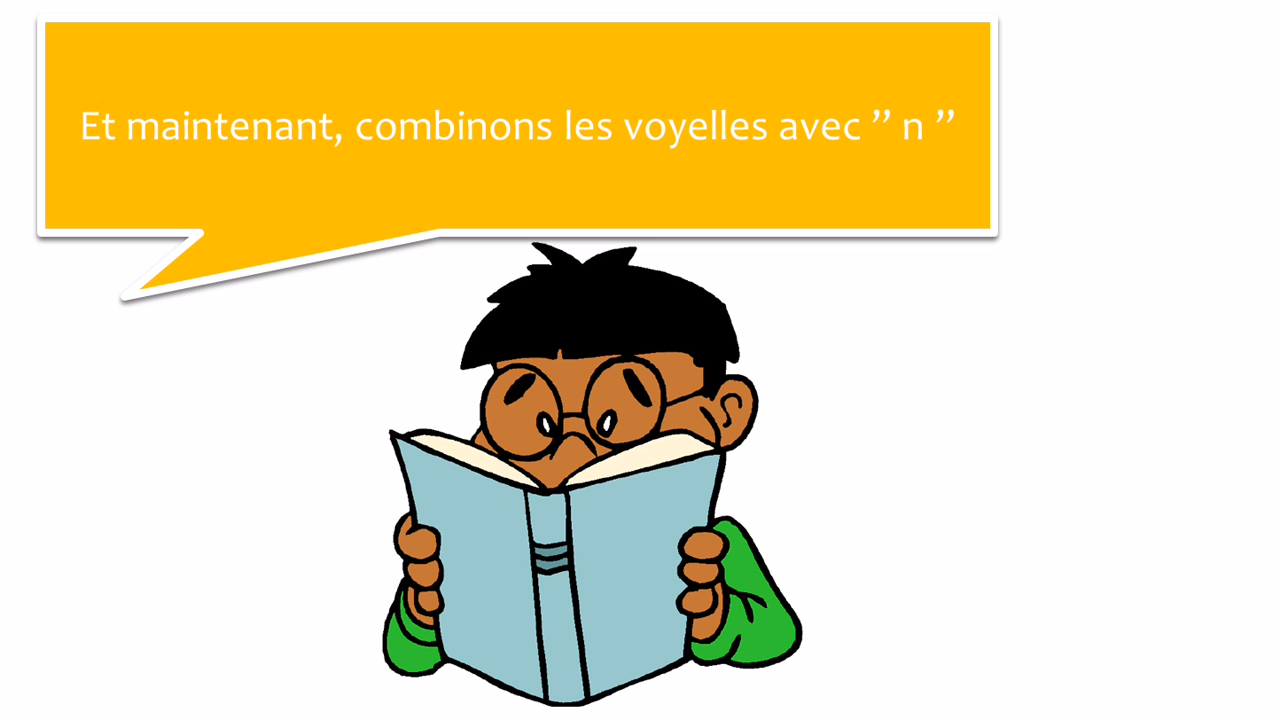 Et maintenant, combinons les voyelles avec ” n ”